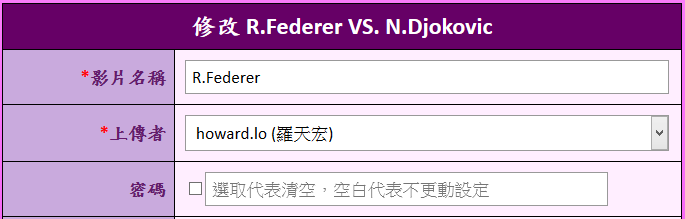 修改 R.Federer VS. N.Djokovic
*影片名稱 R.Federer
*上傳者 howard.lo (羅天宏)
密碼 選取代表清空，空白代表不更動設定